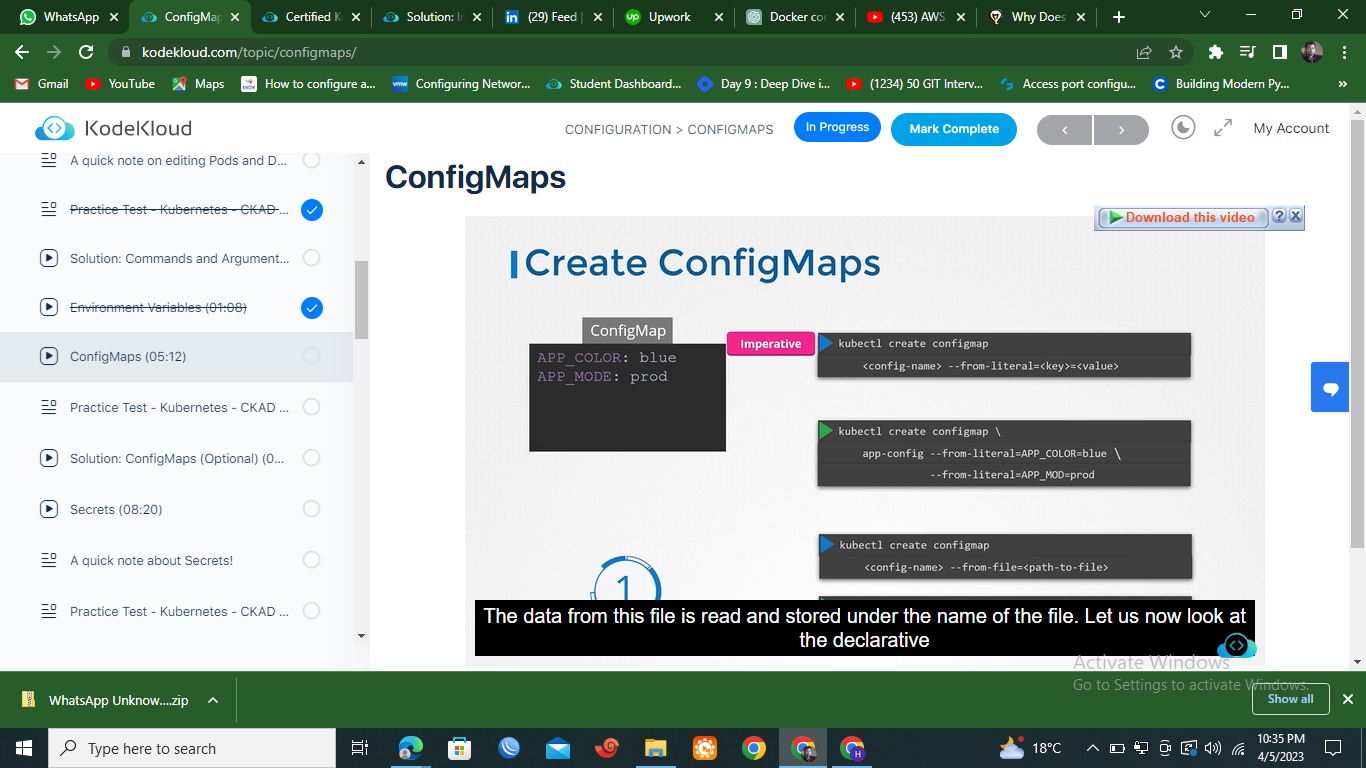 WhatsApp
ConfigMap
Certified K
Solution: I
(29) Feed |
Upwork
Docker co
(453) AWS
Why Does
kodekloud.com/topic/configmaps/
Gmail
YouTube
Maps
How to configure a...
Configuring Networ...
Student Dashboard...
Day 9 : Deep Dive i...
(1234) 50 GIT Interv...
Access port configu...
Building Modern Py...
»
KodeKloud
CONFIGURATION > CONFIGMAPS
In Progress
Mark Complete
<
>
My Account
A quick note on editing Pods and D...
Practice Test - Kubernetes - CKAD ...
Solution: Commands and Argument...
Environment Variables (01:08)
ConfigMaps (05:12)
Practice Test - Kubernetes - CKAD ...
Solution: ConfigMaps (Optional) (0...
Secrets (08:20)
A quick note about Secrets!
Practice Test - Kubernetes - CKAD ...
ConfigMaps
Download this video
? X
Create ConfigMaps
ConfigMap
APP_COLOR: blue
APP_MODE: prod
Imperative
kubectl create configmap
<config-name> --from-literal=<key>=<value>
kubectl create configmap \
app-config --from-literal=APP_COLOR=blue \
--from-literal=APP_MOD=prod
kubectl create configmap
<config-name> --from-file=<path-to-file>
1
The data from this file is read and stored under the name of the file. Let us now look at
the declarative
Activate Windows
Go to Settings to activate Windows.
WhatsApp Unknow....zip
Show all
Type here to search
18°C
10:35 PM
4/5/2023